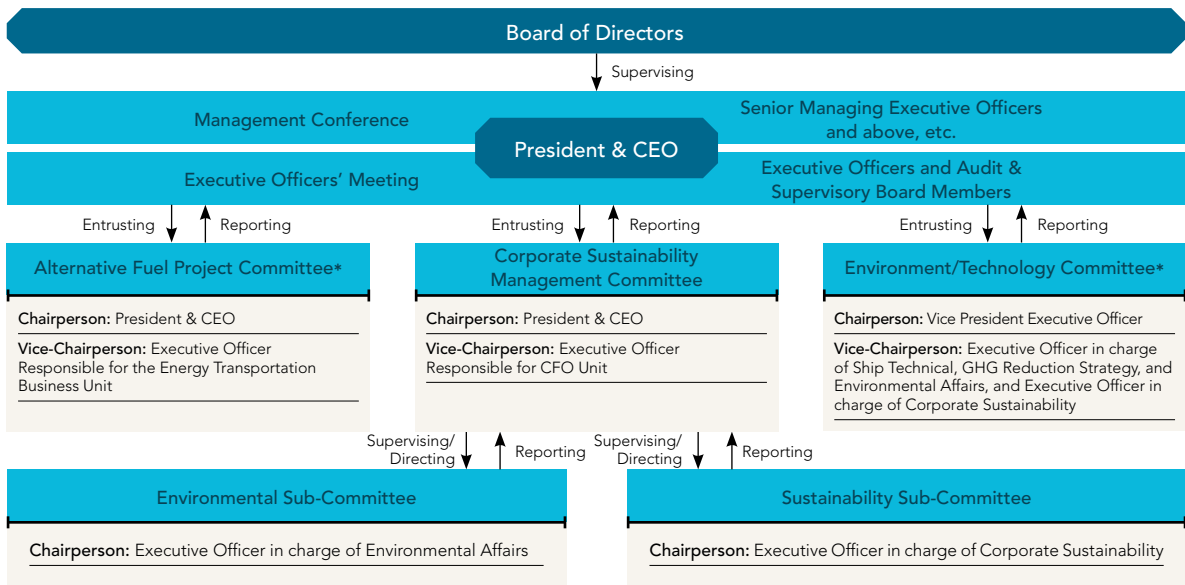 Board of Directors
Supervising
Management Conference
Senior Managing Executive Officers
and above, etc.
President & CEO
Executive Officers' Meeting
Executive Officers and Audit &
Supervisory Board Members
Entrusting
Reporting
Entrusting
Reporting
Entrusting
Reporting
Alternative Fuel Project Committee*
Chairperson: President & CEO
Vice-Chairperson: Executive Officer
Responsible for the Energy Transportation
Business Unit
Corporate Sustainability
Management Committee
Chairperson: President & CEO
Vice-Chairperson: Executive Officer
Responsible for CFO Unit
Environment/Technology Committee*
Chairperson: Vice President Executive Officer
Vice-Chairperson: Executive Officer in charge
of Ship Technical, GHG Reduction Strategy, and
Environmental Affairs, and Executive Officer in
charge of Corporate Sustainability
Supervising/
Directing
Reporting
Supervising/
Directing
Reporting
Environmental Sub-Committee
Chairperson: Executive Officer in charge of Environmental Affairs
Sustainability Sub-Committee
Chairperson: Executive Officer in charge of Corporate Sustainability